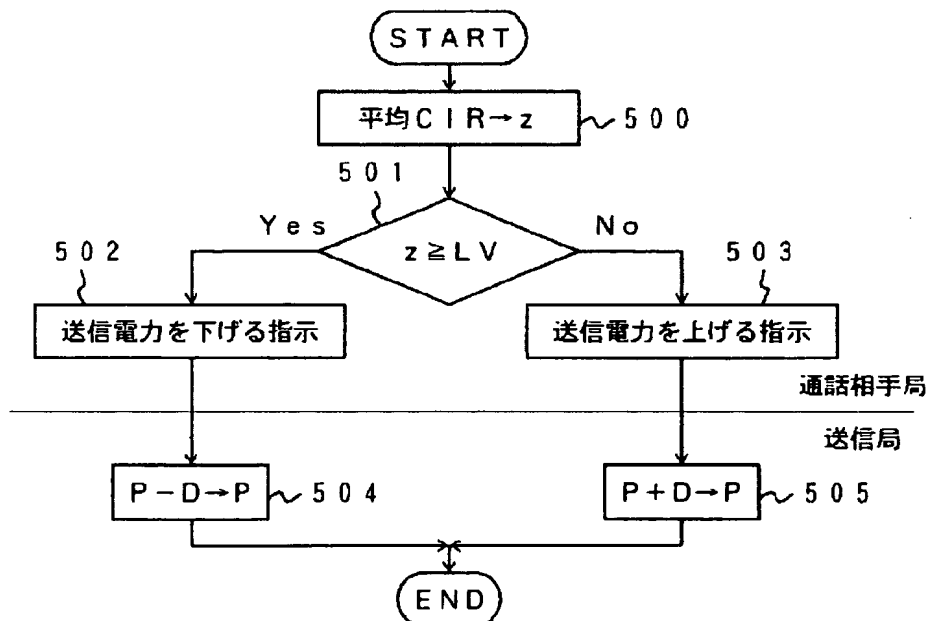 START
平均CIR→z
500
501
Yes
No
z≧LV
502
503
送信電力を下げる指示
送信電力を上げる指示
通話相手局
送信局
P-D→P
504
P+D→P
505
END